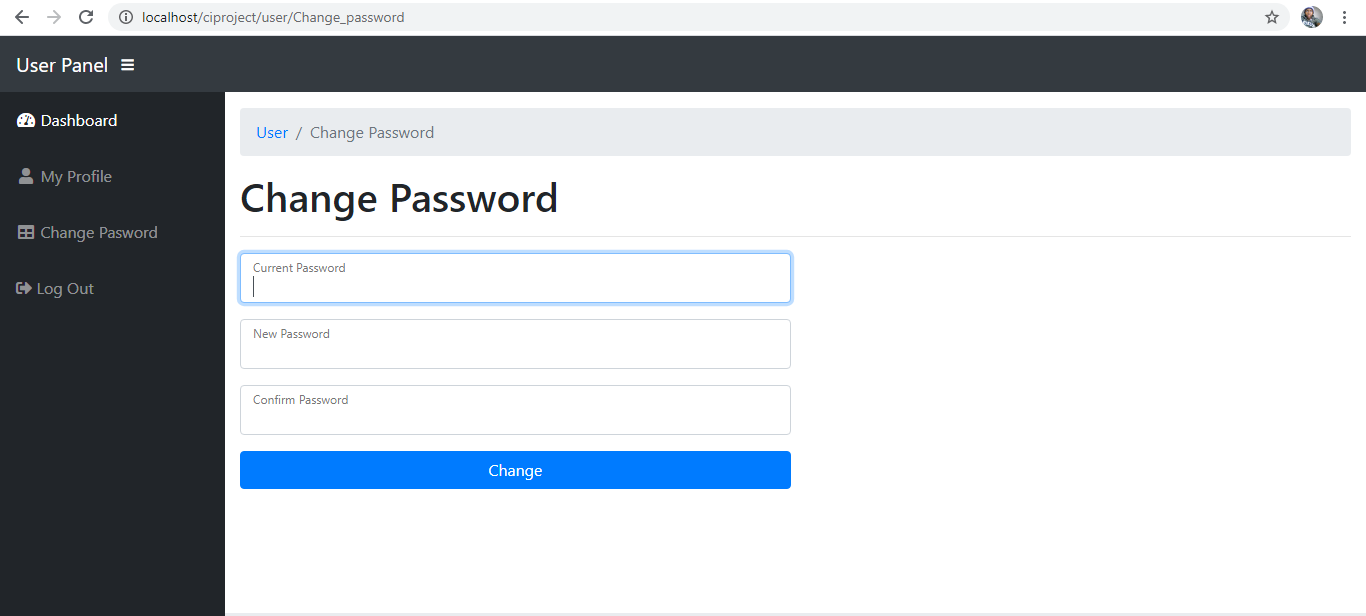 localhost/ciproject/user/Change_password
User Panel
Dashboard
My Profile
Change Pasword
Log Out
User / Change Password
Change Password
Current Password
New Password
Confirm Password
Change